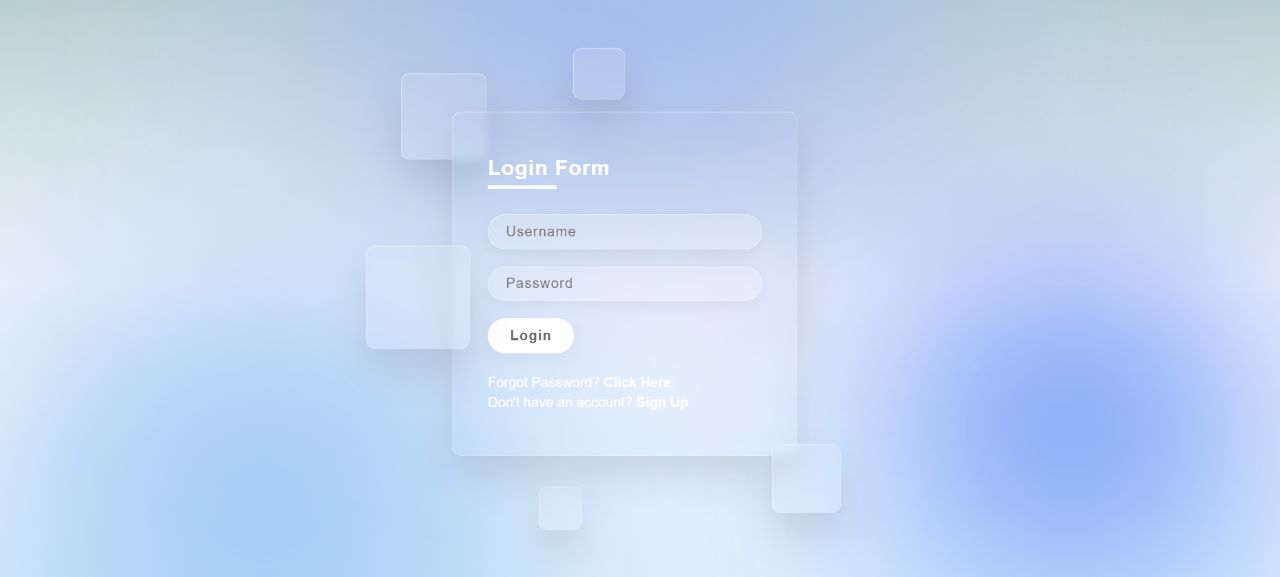 Login Form
Username
Password
Login
Forgot Password? Click Here
Don't have an account? Sign Up